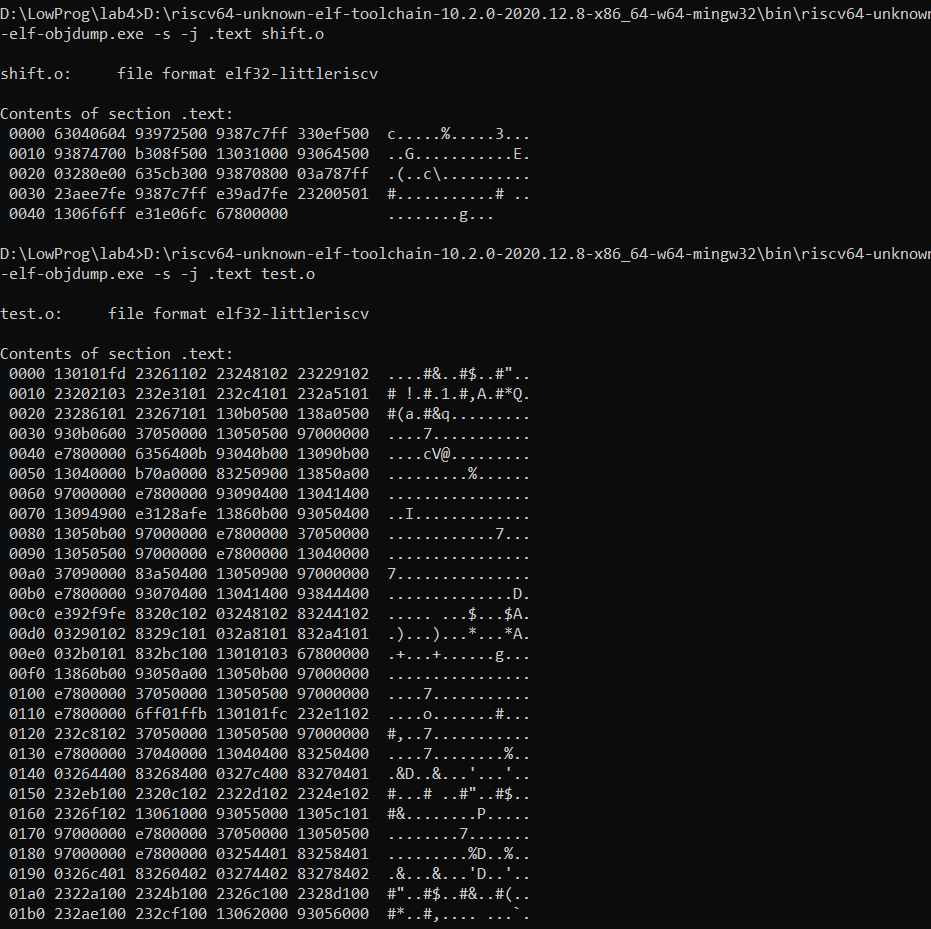 D:\LowProg\lab4>D:\riscv64-unknown-elf-toolchain-10.2.0-2020.12.8-x86_64-w64-mingw32\bin\riscv64-unknown
-elf-objdump.exe -s -j .text shift.o
shift.o:     file format elf32-littleriscv
Contents of section .text:
 0000 63040604 93972500 9387c7ff 330ef500  c.....%.....3...
 0010 93874700 b308f500 13031000 93064500  ..G...........E.
 0020 03280e00 635cb300 93870800 03a787ff  .(..c\..........
 0030 23aee7fe 9387c7ff e39ad7fe 23200501  #...........# ..
 0040 1306f6ff e31e06fc 67800000           ........g...
D:\LowProg\lab4>D:\riscv64-unknown-elf-toolchain-10.2.0-2020.12.8-x86_64-w64-mingw32\bin\riscv64-unknown
-elf-objdump.exe -s -j .text test.o
test.o:     file format elf32-littleriscv
Contents of section .text:
 0000 130101fd 23261102 23248102 23229102  ....#&..#$..#"..
 0010 23202103 232e3101 232c4101 232a5101  # !.#.1.#,A.#*Q.
 0020 23286101 23267101 130b0500 138a0500  #(a.#&q.........
 0030 930b0600 37050000 13050500 97000000  ....7...........
 0040 e7800000 6356400b 93040b00 13090b00  ....cV@.........
 0050 13040000 b70a0000 83250900 13850a00  .........%......
 0060 97000000 e7800000 93090400 13041400  ................
 0070 13094900 e3128afe 13860b00 93050400  ..I.............
 0080 13050b00 97000000 e7800000 37050000  ............7...
 0090 13050500 97000000 e7800000 13040000  ................
 00a0 37090000 83a50400 13050900 97000000  7...............
 00b0 e7800000 93070400 13041400 93844400  ..............D.
 00c0 e392f9fe 8320c102 03248102 83244102  ..... ...$...$A.
 00d0 03290102 8329c101 032a8101 832a4101  .)...)...*...*A.
 00e0 032b0101 832bc100 13010103 67800000  .+...+......g...
 00f0 13860b00 93050a00 13050b00 97000000  ................
 0100 e7800000 37050000 13050500 97000000  ....7...........
 0110 e7800000 6ff01ffb 130101fc 232e1102  ....o.......#...
 0120 232c8102 37050000 13050500 97000000  #,..7...........
 0130 e7800000 37040000 13040400 83250400  ....7........%..
 0140 03264400 83268400 0327c400 83270401  .&D..&...'...'..
 0150 232eb100 2320c102 2322d102 2324e102  #...# ..#"..#$..
 0160 2326f102 13061000 93055000 1305c101  #&........P.....
 0170 97000000 e7800000 37050000 13050500  ........7.......
 0180 97000000 e7800000 03254401 83258401  .........%D..%..
 0190 0326c401 83260402 03274402 83278402  .&...&...'D..'..
 01a0 2322a100 2324b100 2326c100 2328d100  #"..#$..#&..#(..
 01b0 232ae100 232cf100 13062000 93056000  #*..#,.... ...`.